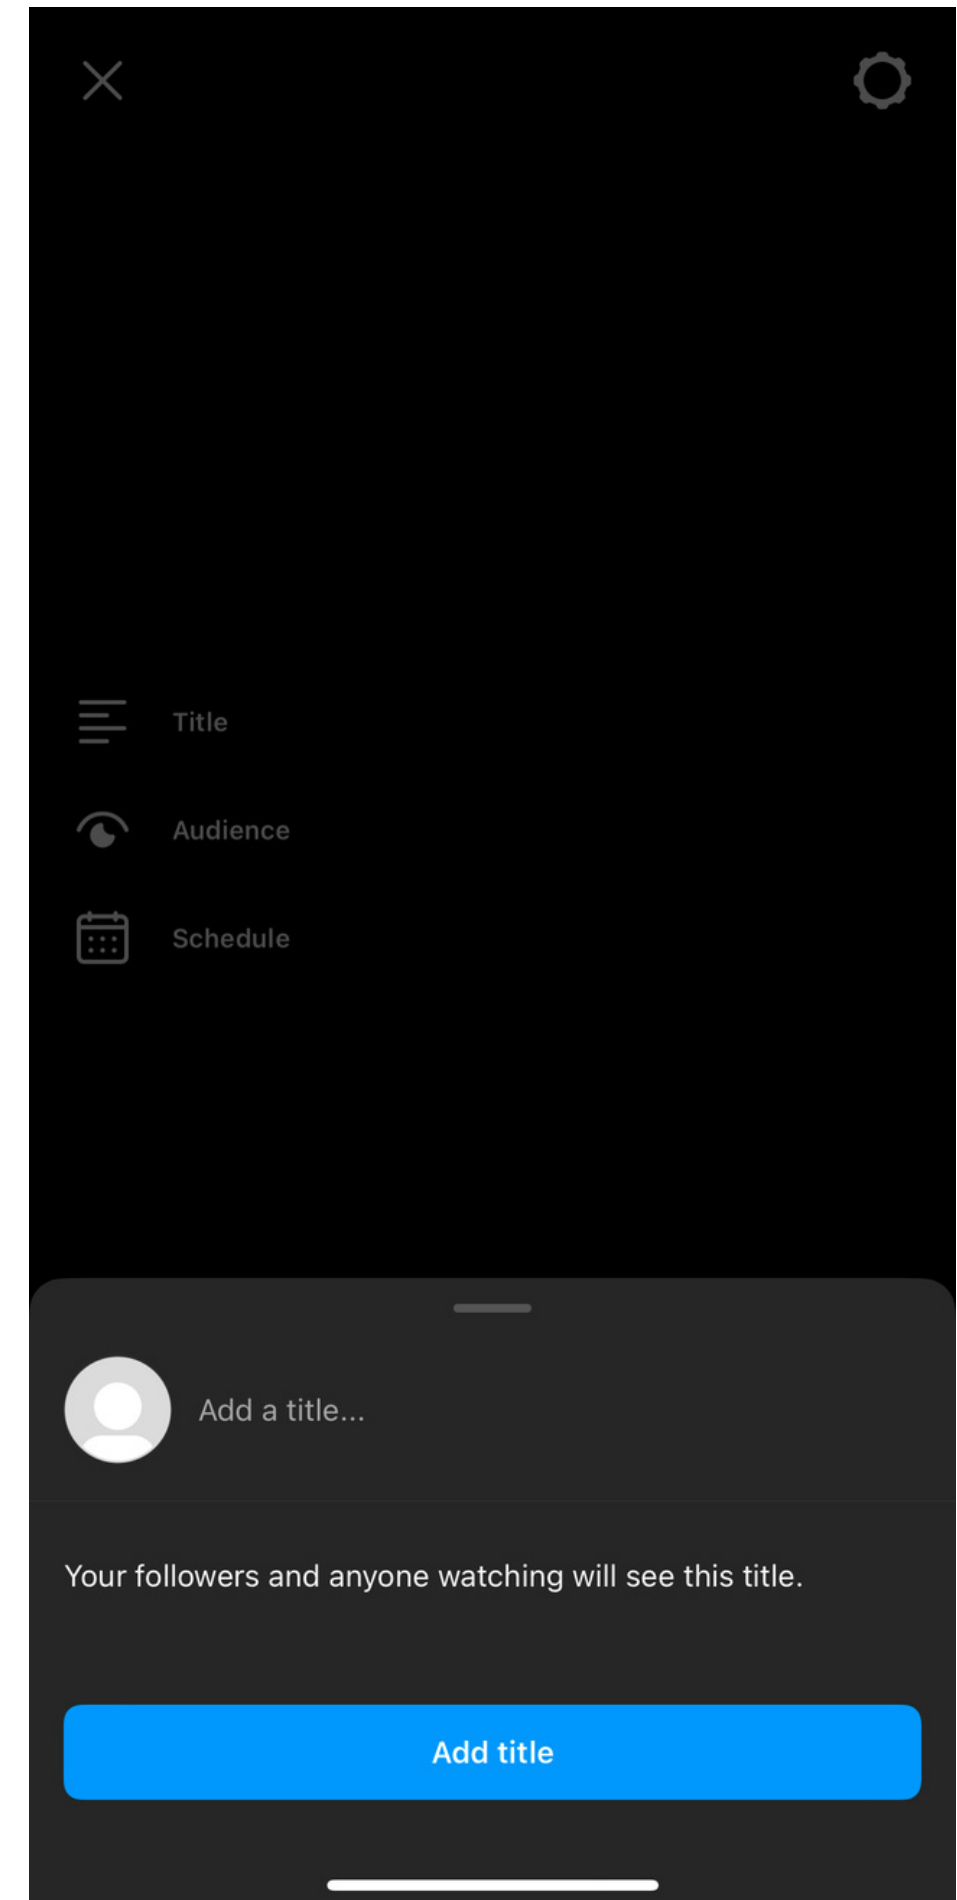 Title
Audience
Schedule
Add a title...
Your followers and anyone watching will see this title.
Add title